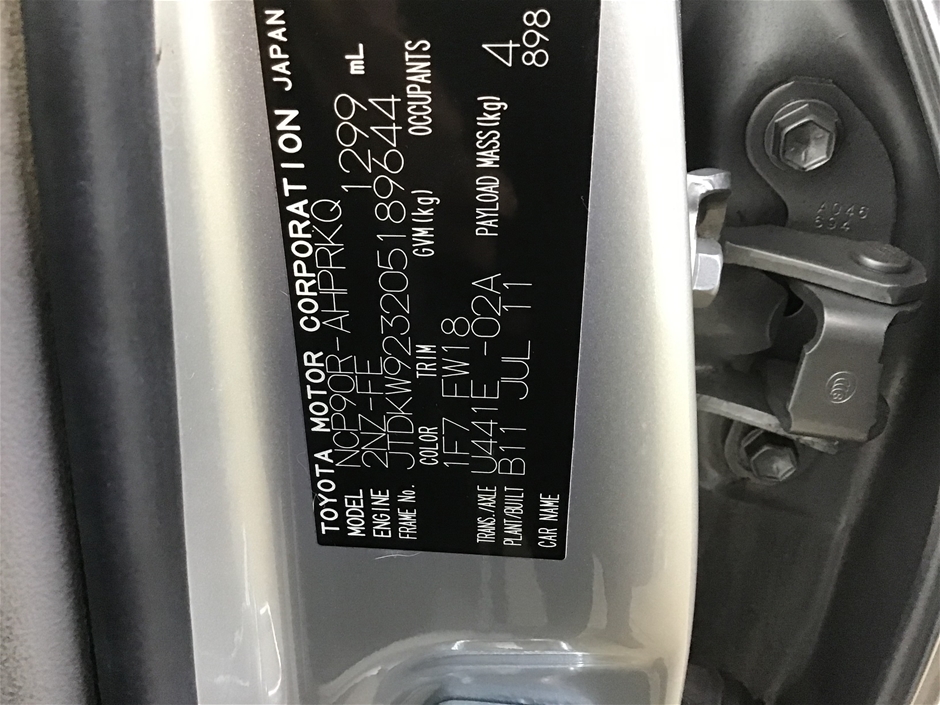 TOYOTA MOTOR CORPORATION JAPAN
MODEL NCP90R-AHPRKQ
ENGINE 2NZ-FE 1299 mL
FRAME No. JTDKW923205189644
COLOR TRIM GVM(kg) OCCUPANTS
1F7 FW18
TRANS./AXLE U441E -02A PAYLOAD MASS(kg)
PLANT/BUILT B11 JUL 11 4
CAR NAME 898